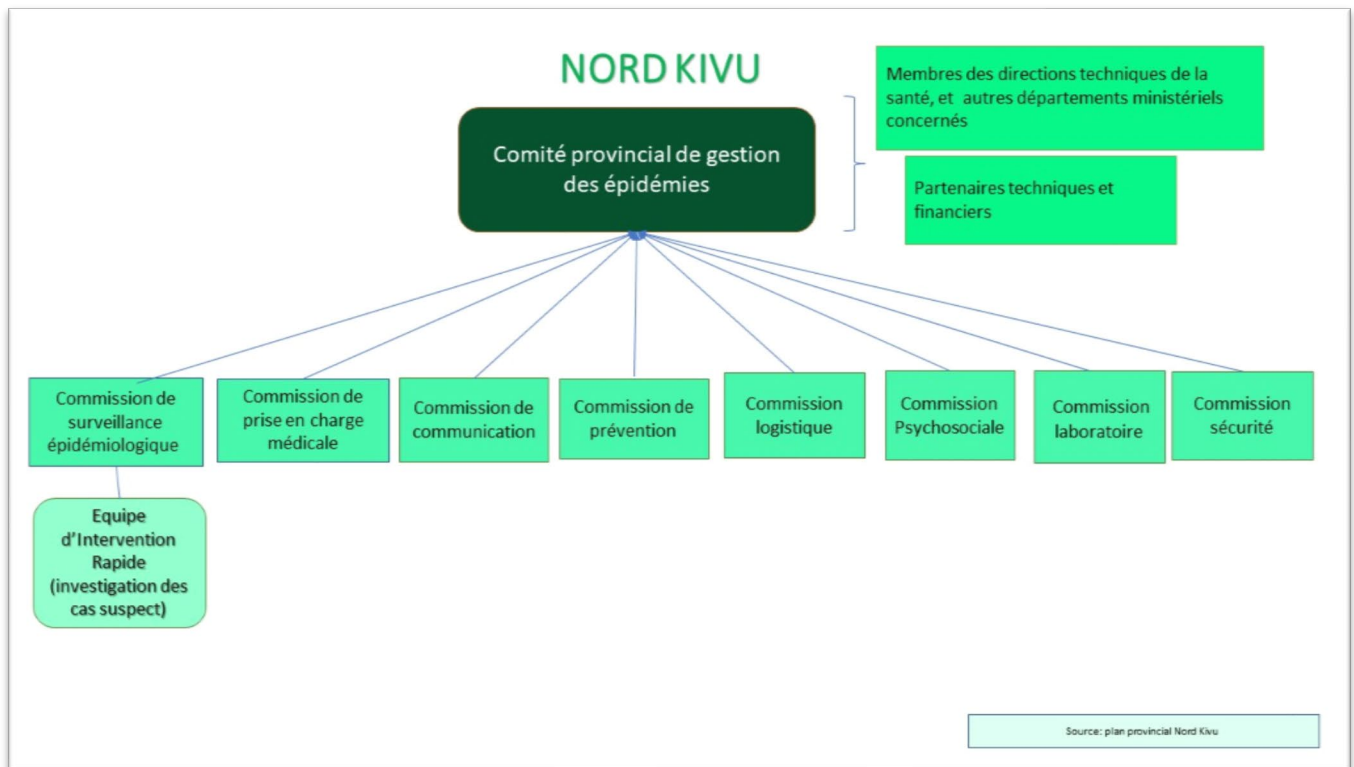 NORD KIVU
Membres des directions techniques de la
santé, et autres départements ministériels
concernés
Comité provincial de gestion
des épidémies
Partenaires techniques et
financiers
Commission de
surveillance
épidémiologique
Commission de
prise en charge
médicale
Commission de
communication
Commission de
prévention
Commission
logistique
Commission
Psychosociale
Commission
laboratoire
Commission
sécurité
Equipe
d’Intervention
Rapide
(investigation des
cas suspect)
Source: plan provincial Nord Kivu